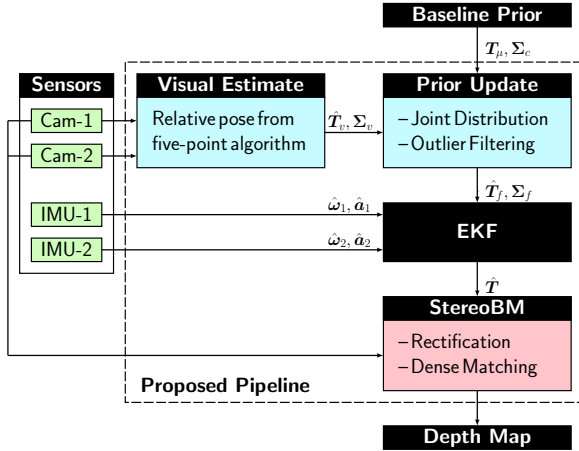 Baseline Prior
T_μ, Σ_c
Sensors
Visual Estimate
Prior Update
Cam-1
Cam-2
Relative pose from
five-point algorithm
T̂_v, Σ_v
– Joint Distribution
– Outlier Filtering
T̂_f, Σ_f
IMU-1
ω̂_1, â_1
IMU-2
ω̂_2, â_2
EKF
T̂
StereoBM
– Rectification
– Dense Matching
Proposed Pipeline
Depth Map